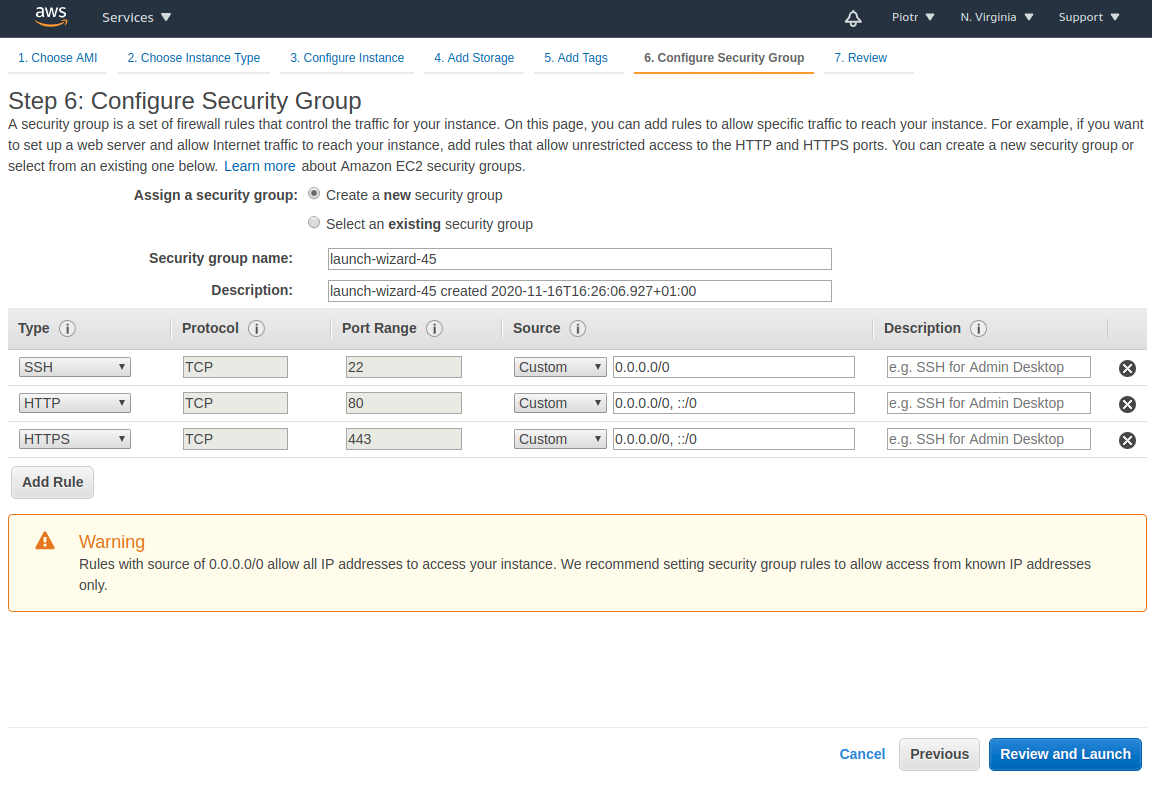 aws Services Piotr N. Virginia Support
1. Choose AMI 2. Choose Instance Type 3. Configure Instance 4. Add Storage 5. Add Tags 6. Configure Security Group 7. Review
Step 6: Configure Security Group
A security group is a set of firewall rules that control the traffic for your instance. On this page, you can add rules to allow specific traffic to reach your instance. For example, if you want
to set up a web server and allow Internet traffic to reach your instance, add rules that allow unrestricted access to the HTTP and HTTPS ports. You can create a new security group or
select from an existing one below. Learn more about Amazon EC2 security groups.
Assign a security group: Create a new security group
Select an existing security group
Security group name: launch-wizard-45
Description: launch-wizard-45 created 2020-11-16T16:26:06.927+01:00
Type i Protocol i Port Range i Source i Description i
SSH TCP 22 Custom 0.0.0.0/0 e.g. SSH for Admin Desktop
HTTP TCP 80 Custom 0.0.0.0/0, ::/0 e.g. SSH for Admin Desktop
HTTPS TCP 443 Custom 0.0.0.0/0, ::/0 e.g. SSH for Admin Desktop
Add Rule
Warning
Rules with source of 0.0.0.0/0 allow all IP addresses to access your instance. We recommend setting security group rules to allow access from known IP addresses
only.
Cancel Previous Review and Launch